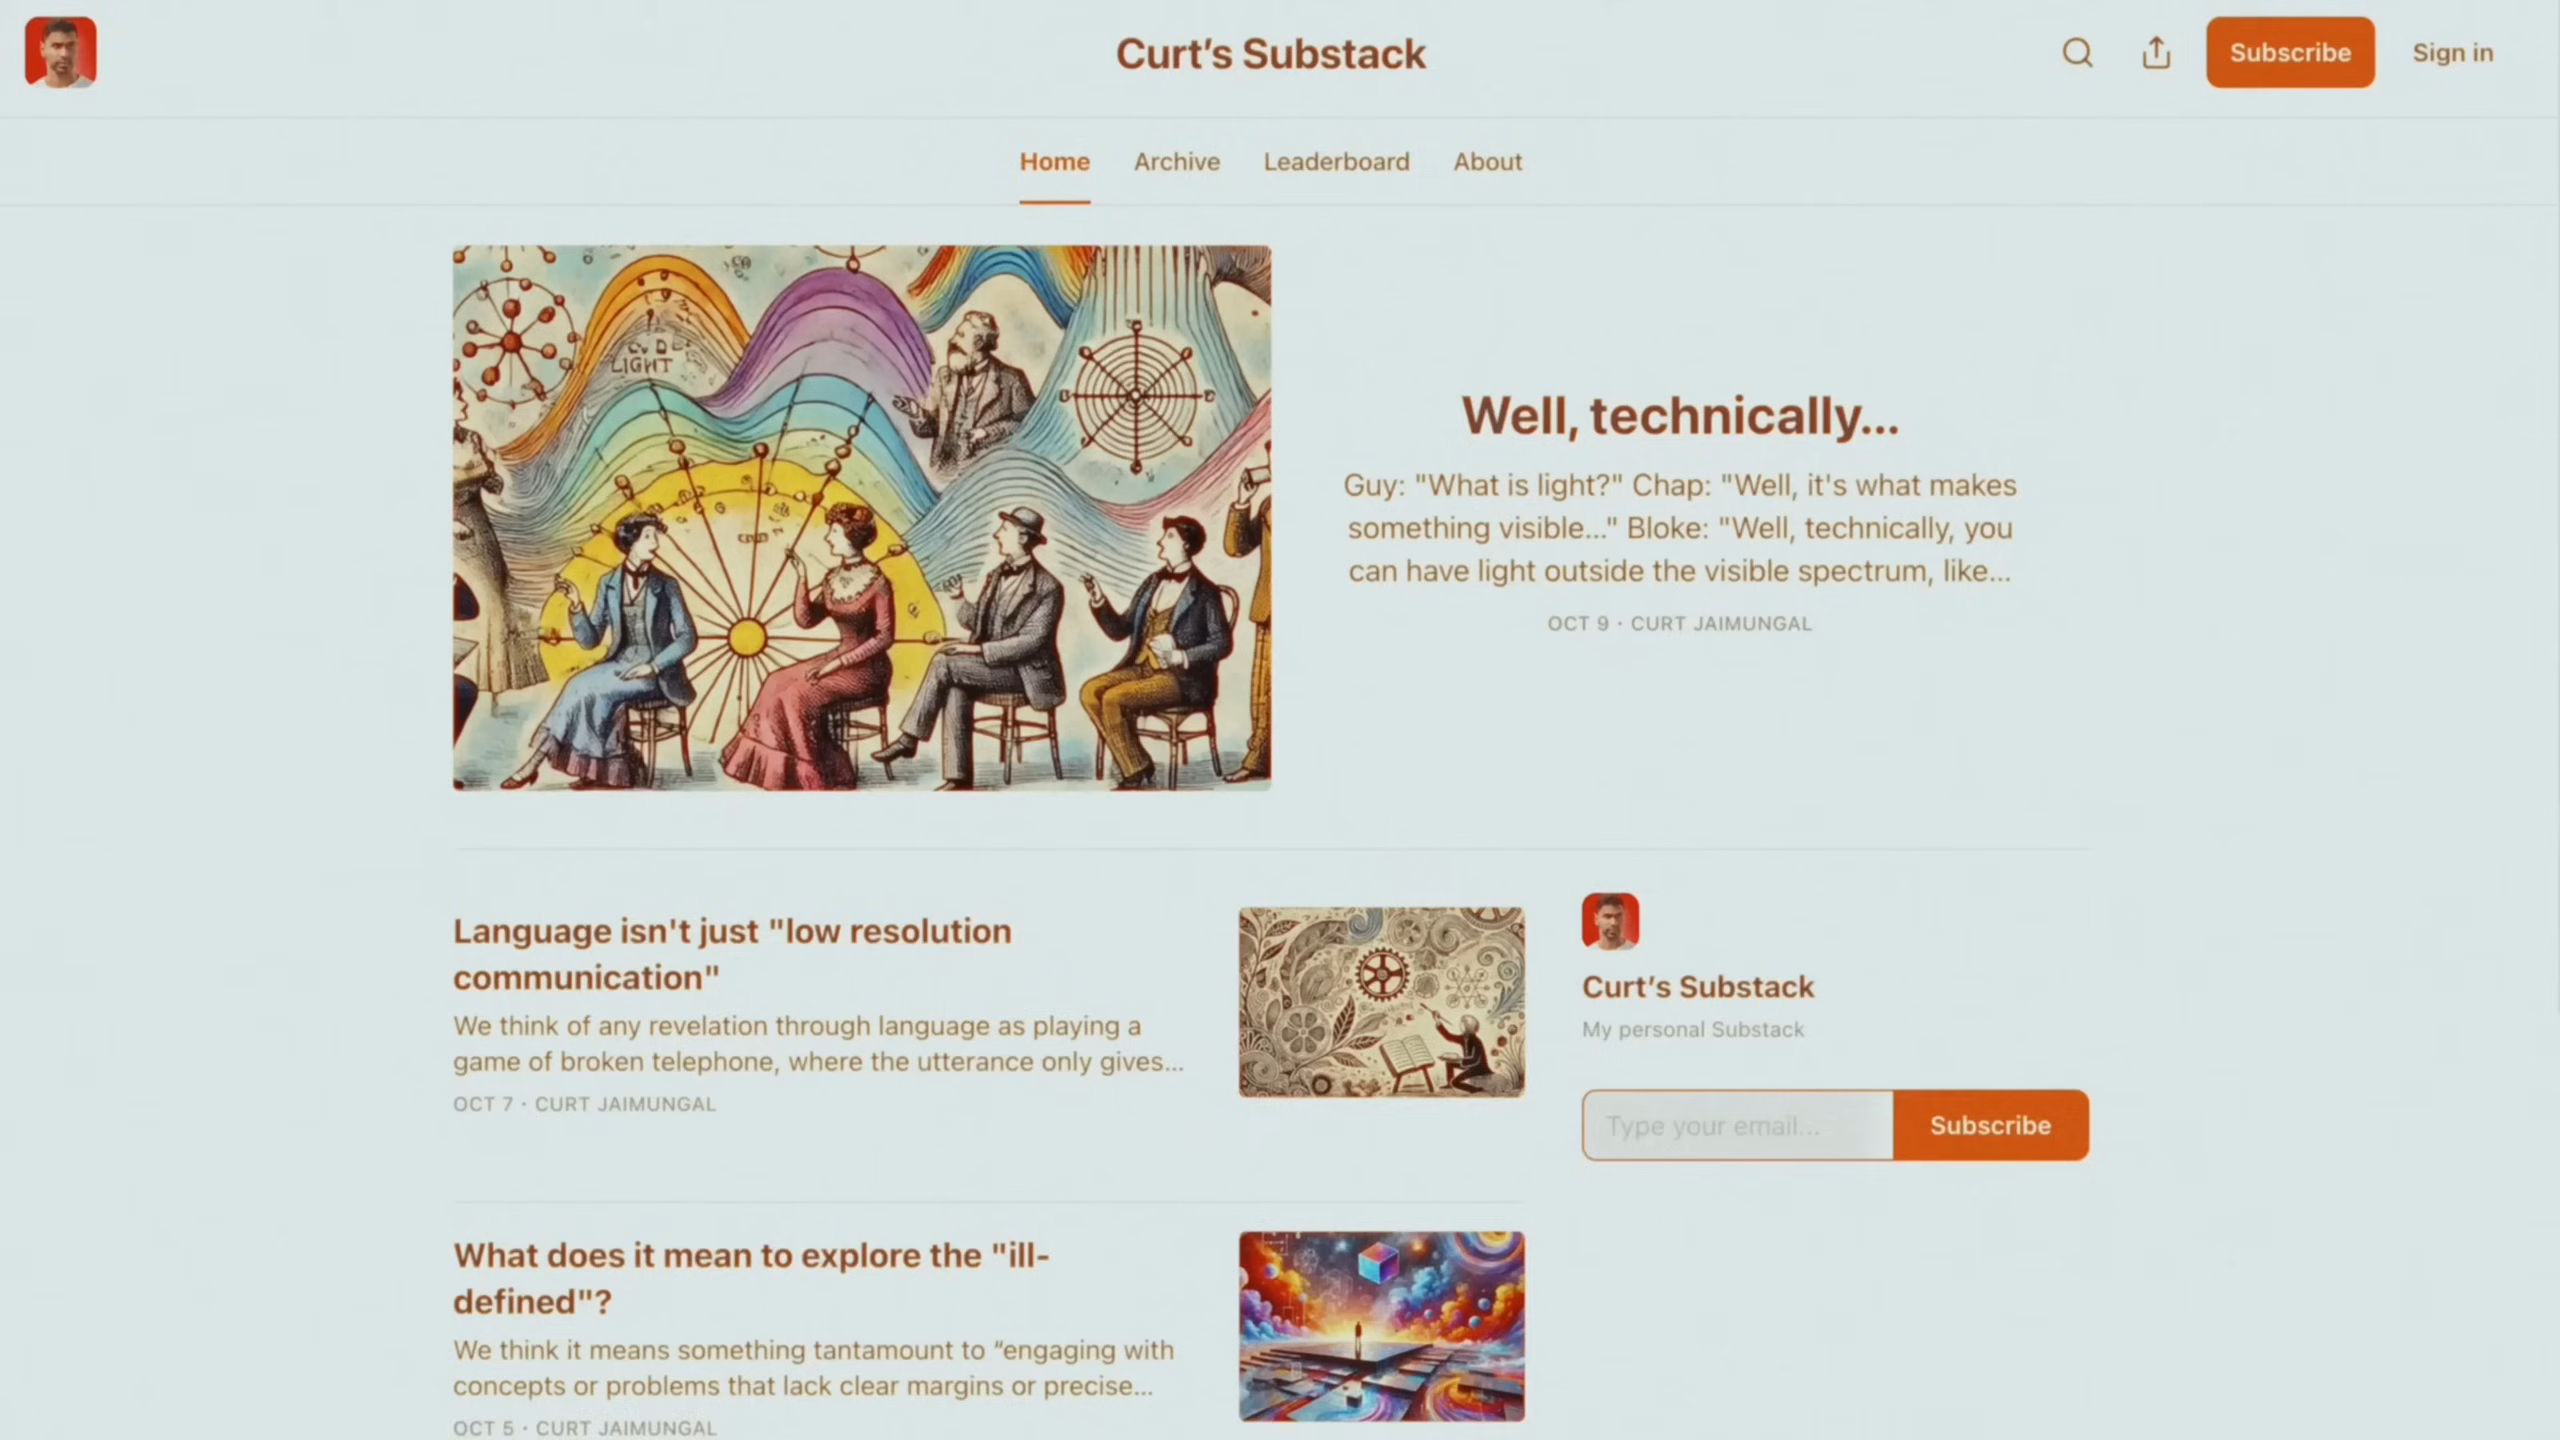 Curt's Substack
Subscribe
Sign in
Home
Archive
Leaderboard
About
LIGHT
Well, technically...
Guy: "What is light?" Chap: "Well, it's what makes
something visible..." Bloke: "Well, technically, you
can have light outside the visible spectrum, like...
OCT 9 · CURT JAIMUNGAL
Language isn't just "low resolution
communication"
We think of any revelation through language as playing a
game of broken telephone, where the utterance only gives...
OCT 7 · CURT JAIMUNGAL
Curt's Substack
My personal Substack
Type your email...
Subscribe
What does it mean to explore the "ill-
defined"?
We think it means something tantamount to “engaging with
concepts or problems that lack clear margins or precise...
OCT 5 · CURT JAIMUNGAL